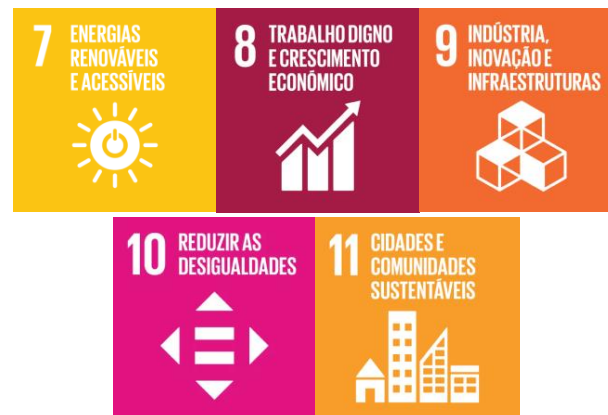 7 ENERGIAS
RENOVÁVEIS
E ACESSÍVEIS
8 TRABALHO DIGNO
E CRESCIMENTO
ECONÓMICO
9 INDÚSTRIA,
INOVAÇÃO E
INFRAESTRUTURAS
10 REDUZIR AS
DESIGUALDADES
11 CIDADES E
COMUNIDADES
SUSTENTÁVEIS